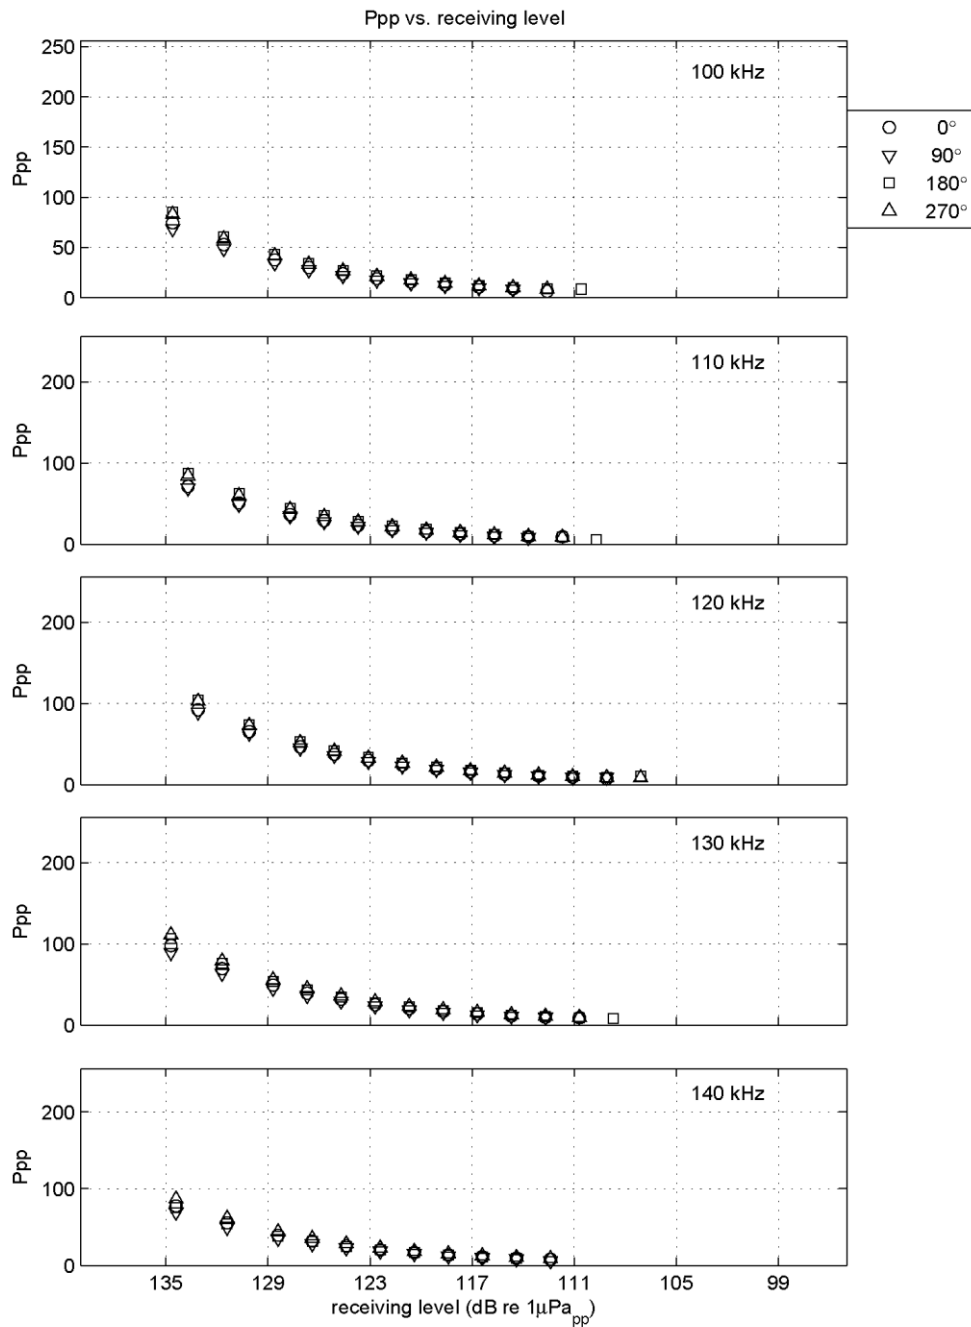 Ppp vs. receiving level
250
200
150
100
50
0
Ppp
100 kHz
0°
90°
180°
270°
200
100
0
Ppp
110 kHz
200
100
0
Ppp
120 kHz
200
100
0
Ppp
130 kHz
200
100
0
Ppp
140 kHz
135 129 123 117 111 105 99
receiving level (dB re 1μPapp)